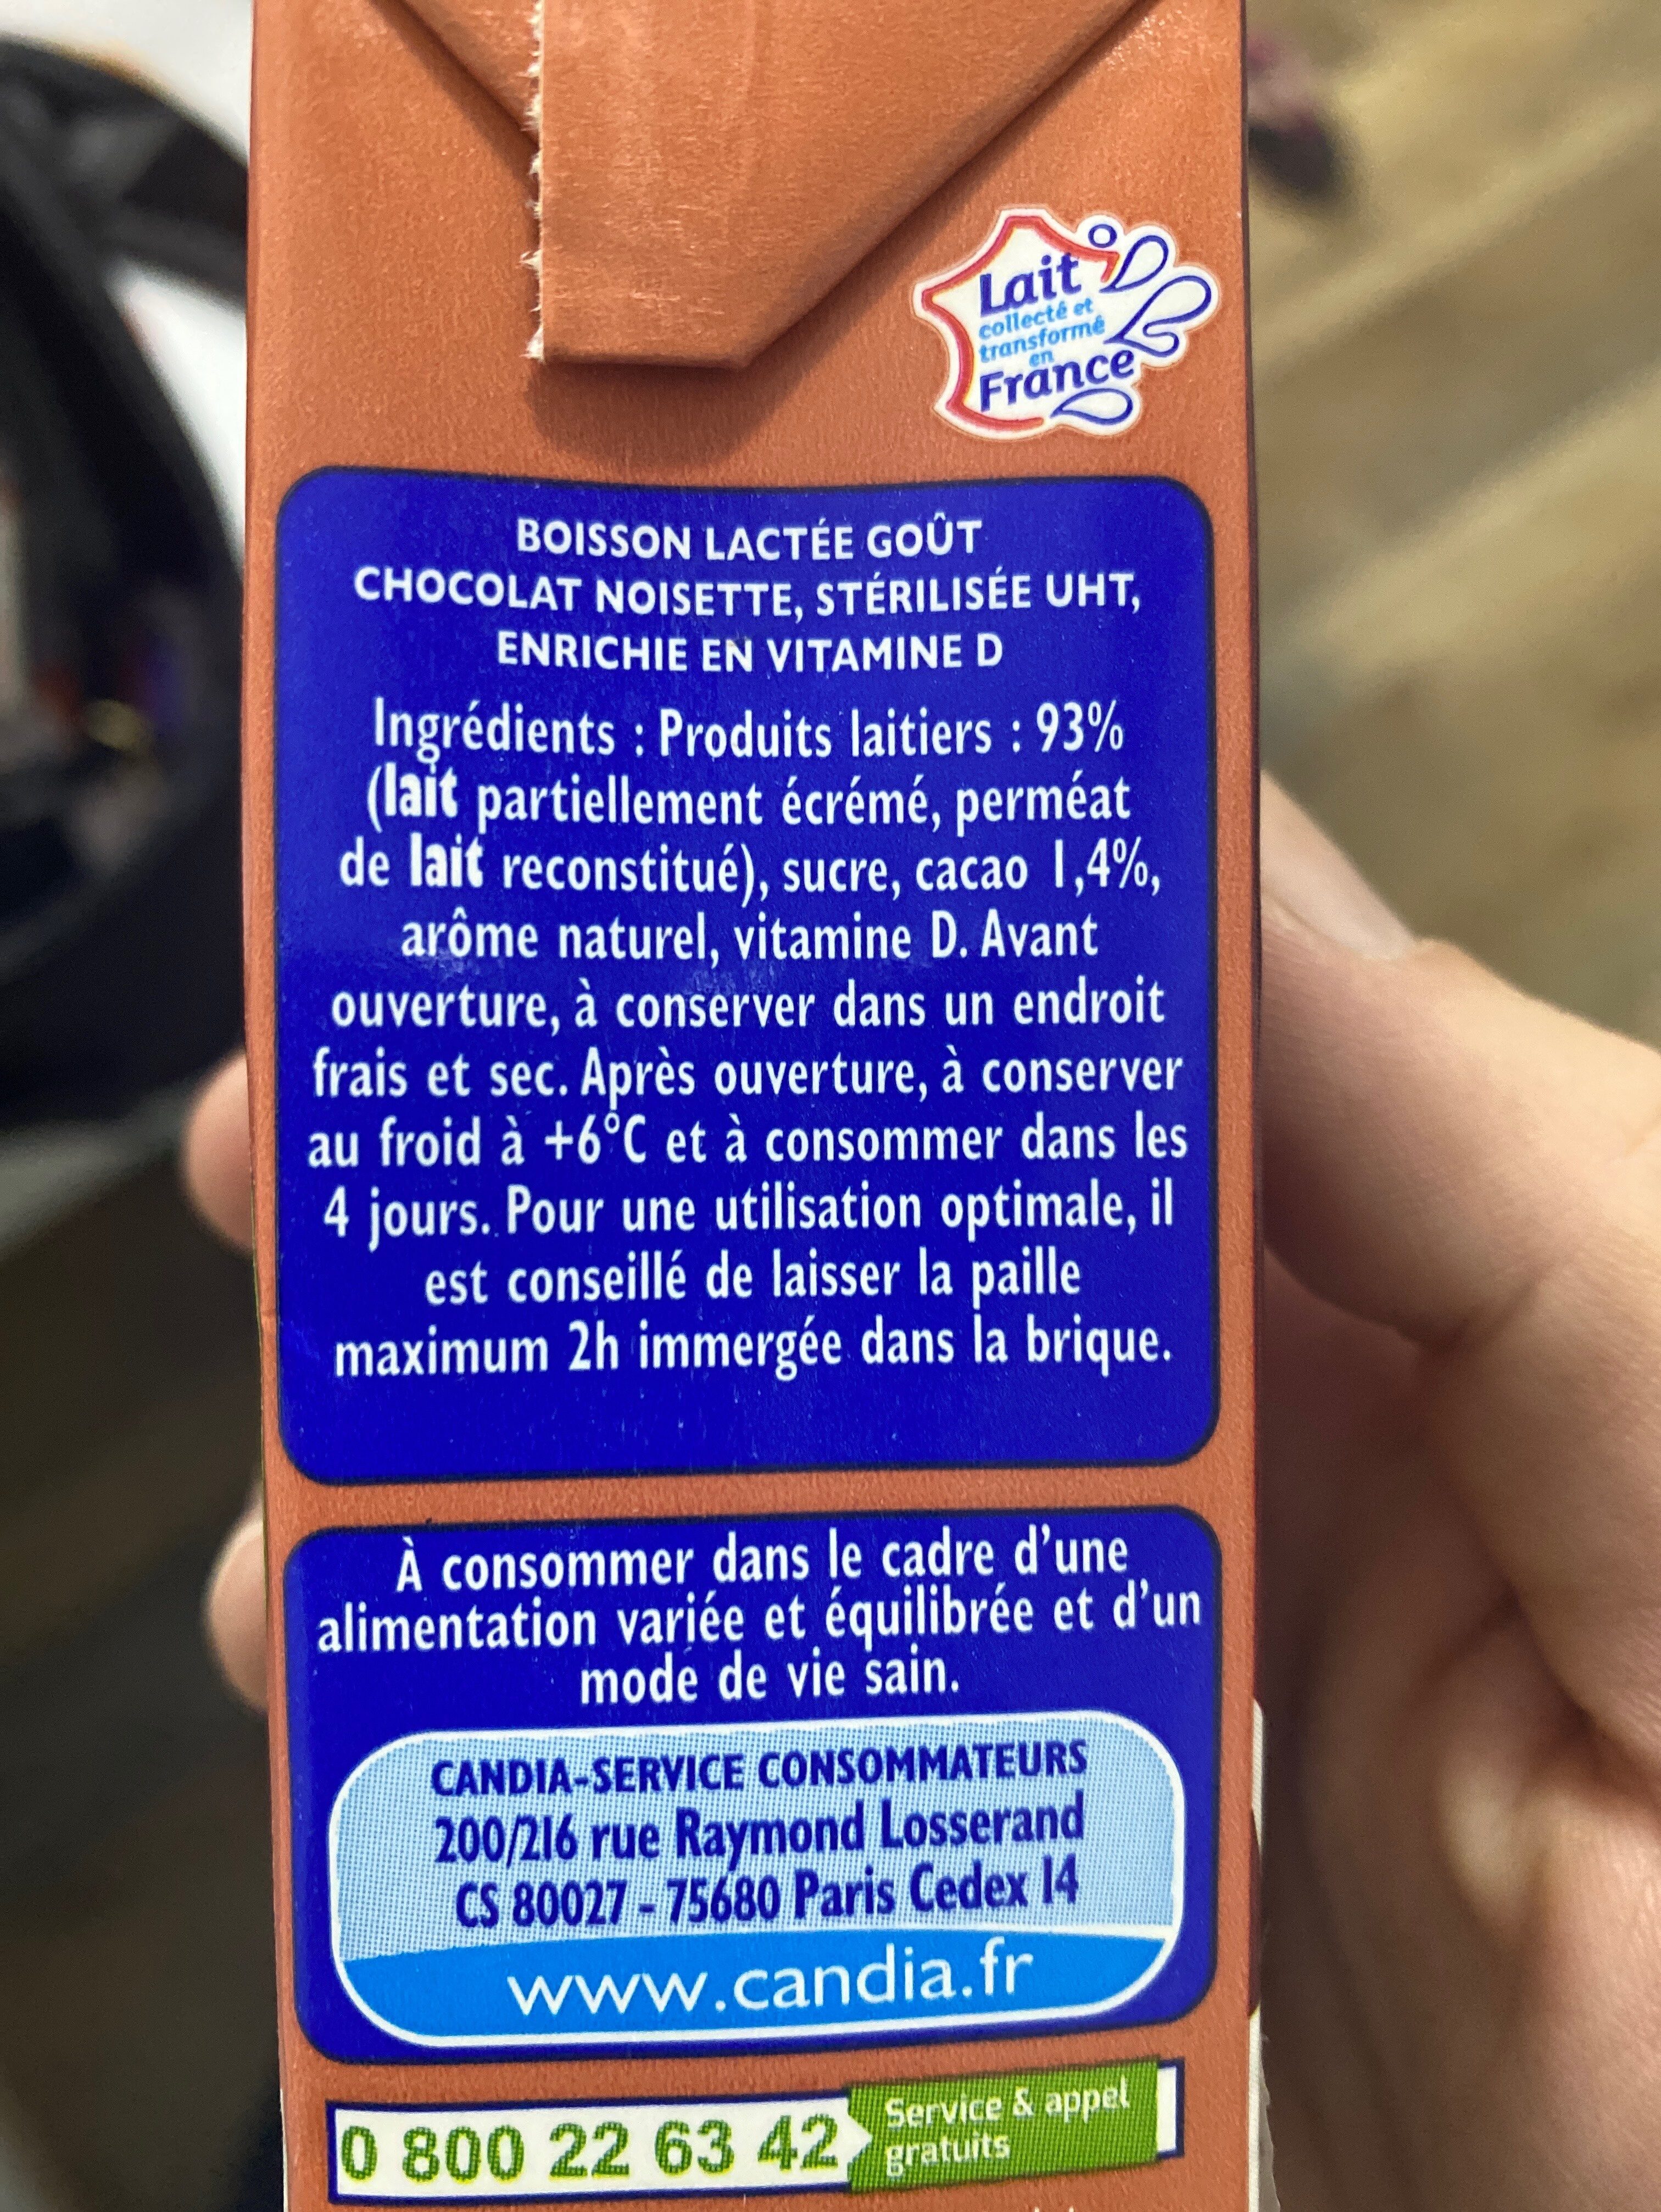 Lait
collecté et
transformé
en
France
BOISSON LACTÉE GOÛT
CHOCOLAT NOISETTE, STÉRILISÉE UHT,
ENRICHIE EN VITAMINE D
Ingrédients : Produits laitiers : 93%
(lait partiellement écrémé, perméat
de lait reconstitué), sucre, cacao 1,4%,
arôme naturel, vitamine D. Avant
ouverture, à conserver dans un endroit
frais et sec. Après ouverture, à conserver
au froid à +6°C et à consommer dans les
4 jours. Pour une utilisation optimale, il
est conseillé de laisser la paille
maximum 2h immergée dans la brique.
À consommer dans le cadre d'une
alimentation variée et équilibrée et d'un
mode de vie sain.
CANDIA-SERVICE CONSOMMATEURS
200/216 rue Raymond Losserand
CS 80027 - 75680 Paris Cedex 14
www.candia.fr
0 800 22 63 42
Service & appel
gratuits